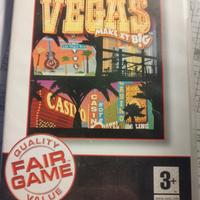 VEGAS
MAKE IT BIG
CASINO
CASINO
QUALITY
FAIR
GAME
VALUE
3+